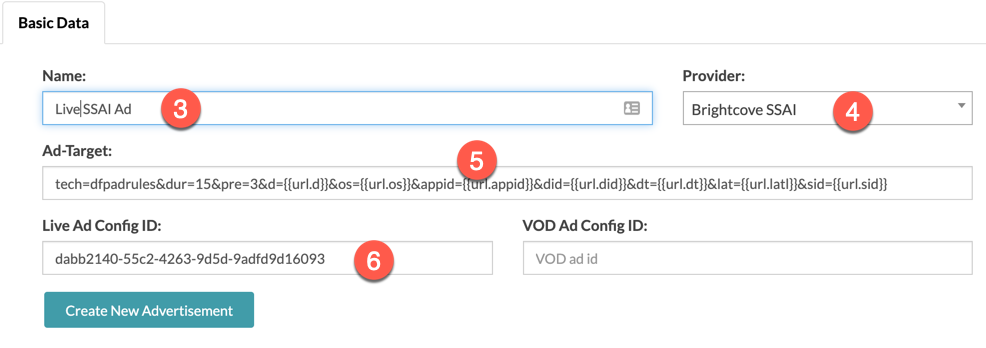 Basic Data
Name: Provider:
Live SSAI Ad 3 Brightcove SSAI 4
Ad-Target: 5
tech=dfpadrules&dur=15&pre=3&d={{url.d}}&os={{url.os}}&appid={{url.appid}}&did={{url.did}}&dt={{url.dt}}&lat={{url.latl}}&sid={{url.sid}}
Live Ad Config ID: VOD Ad Config ID:
dabb2140-55c2-4263-9d5d-9adfd9d16093 6 VOD ad id
Create New Advertisement